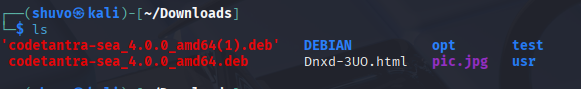 ┌──(shuvo㉿kali)-[~/Downloads]
└─$ ls
'codetantra-sea_4.0.0_amd64(1).deb'   DEBIAN   opt   test
codetantra-sea_4.0.0_amd64.deb   Dnxd-3UO.html   pic.jpg   usr